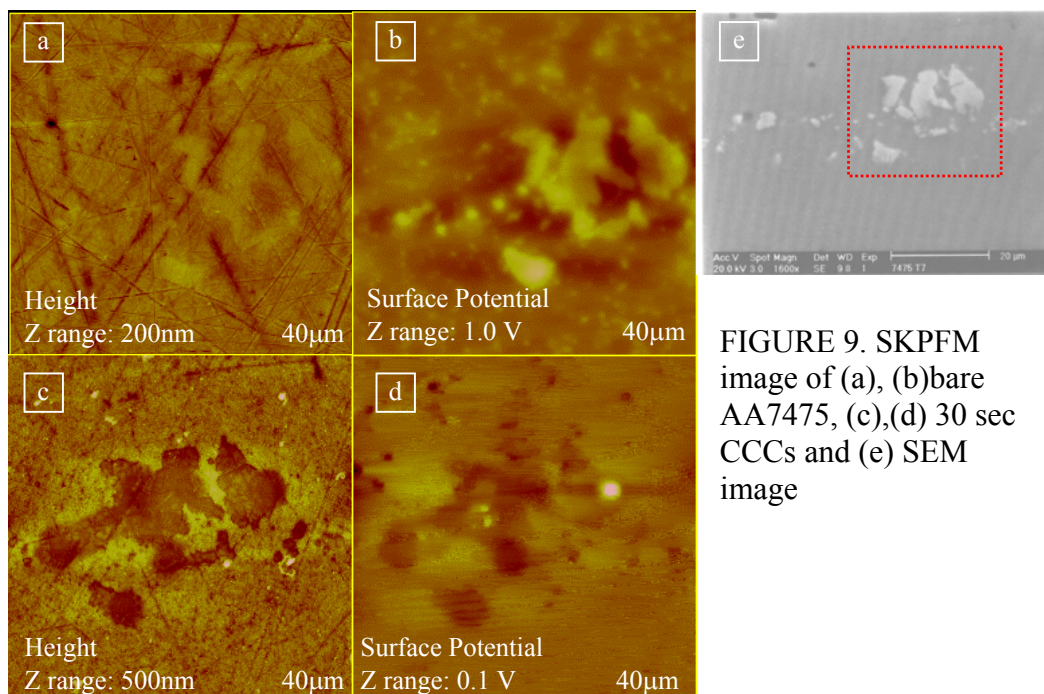 a
Height
Z range: 200nm 40µm
b
Surface Potential
Z range: 1.0 V 40µm
e
Acc V Spot Magn Det WD Exp 20 µm
20.0 kV 3.0 1600x SE 9.8 1 7475 T7
c
Height
Z range: 500nm 40µm
d
Surface Potential
Z range: 0.1 V 40µm
FIGURE 9. SKPFM
image of (a), (b)bare
AA7475, (c),(d) 30 sec
CCCs and (e) SEM
image